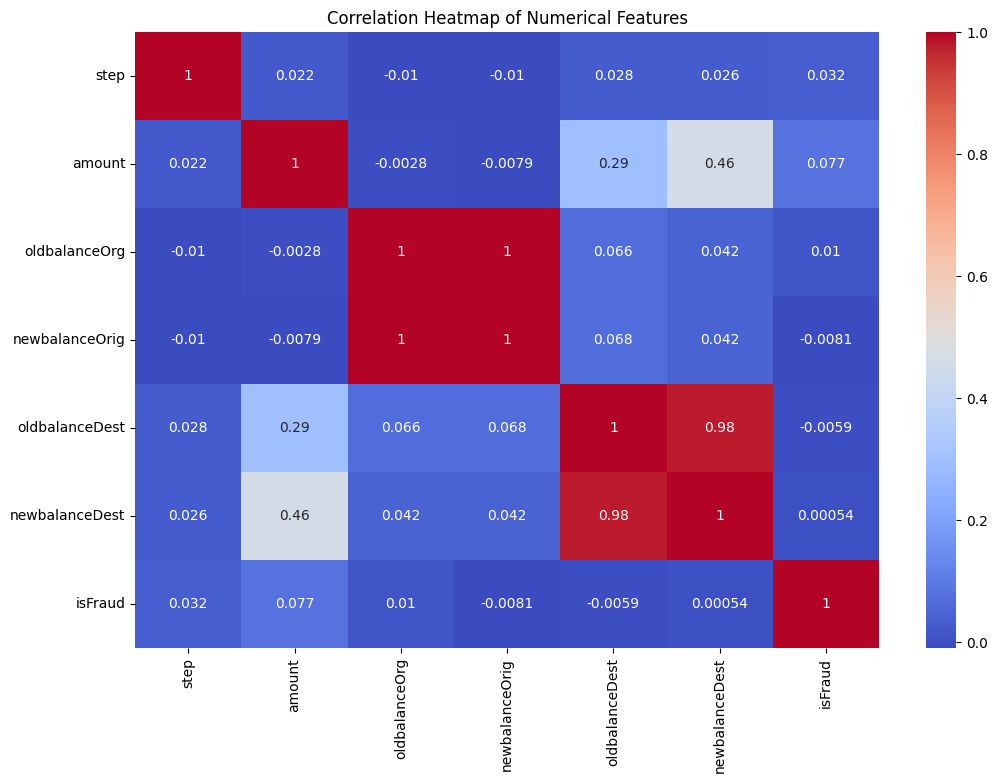 Correlation Heatmap of Numerical Features
step 1 0.022 -0.01 -0.01 0.028 0.026 0.032
amount 0.022 1 -0.0028 -0.0079 0.29 0.46 0.077
oldbalanceOrg -0.01 -0.0028 1 1 0.066 0.042 0.01
newbalanceOrig -0.01 -0.0079 1 1 0.068 0.042 -0.0081
oldbalanceDest 0.028 0.29 0.066 0.068 1 0.98 -0.0059
newbalanceDest 0.026 0.46 0.042 0.042 0.98 1 0.00054
isFraud 0.032 0.077 0.01 -0.0081 -0.0059 0.00054 1
step amount oldbalanceOrg newbalanceOrig oldbalanceDest newbalanceDest isFraud
1.0
0.8
0.6
0.4
0.2
0.0